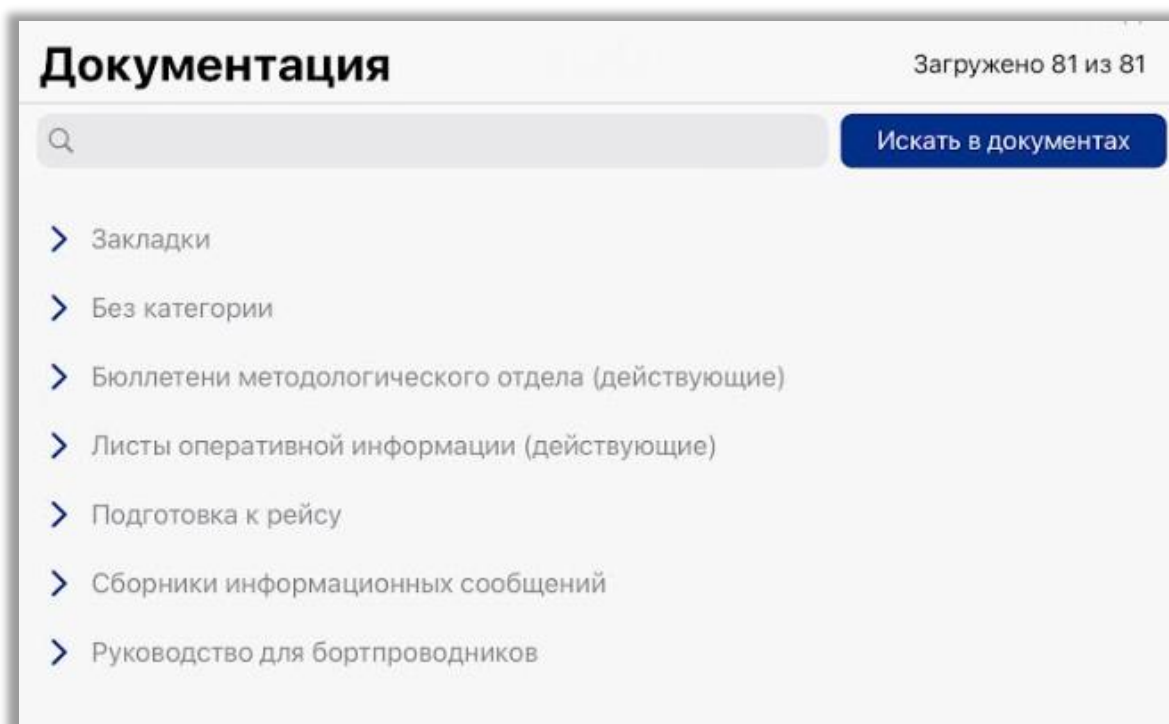 Документация
Загружено 81 из 81
Искать в документах
Закладки
Без категории
Бюллетени методологического отдела (действующие)
Листы оперативной информации (действующие)
Подготовка к рейсу
Сборники информационных сообщений
Руководство для бортпроводников